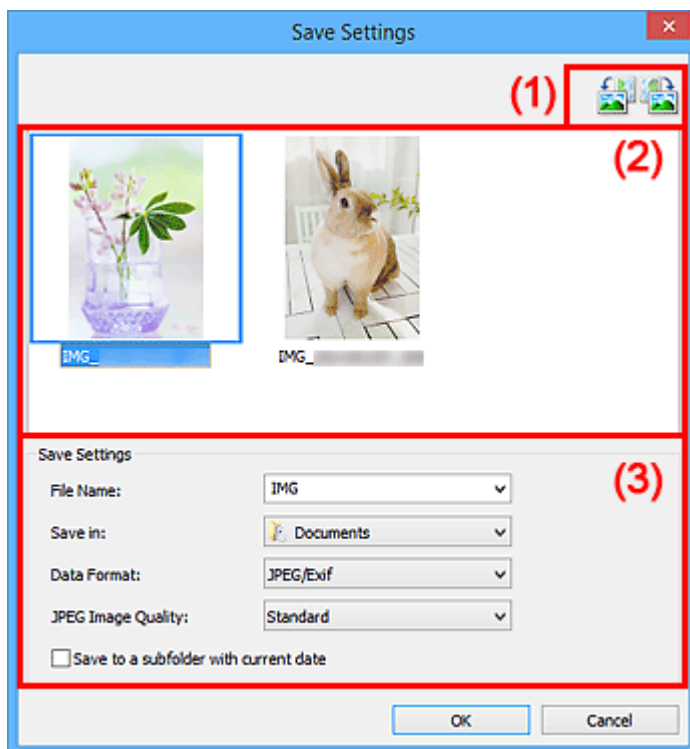 Save Settings
(1)
(2)
IMG_
IMG_
Save Settings
(3)
File Name: IMG
Save in: Documents
Data Format: JPEG/Exif
JPEG Image Quality: Standard
Save to a subfolder with current date
OK Cancel